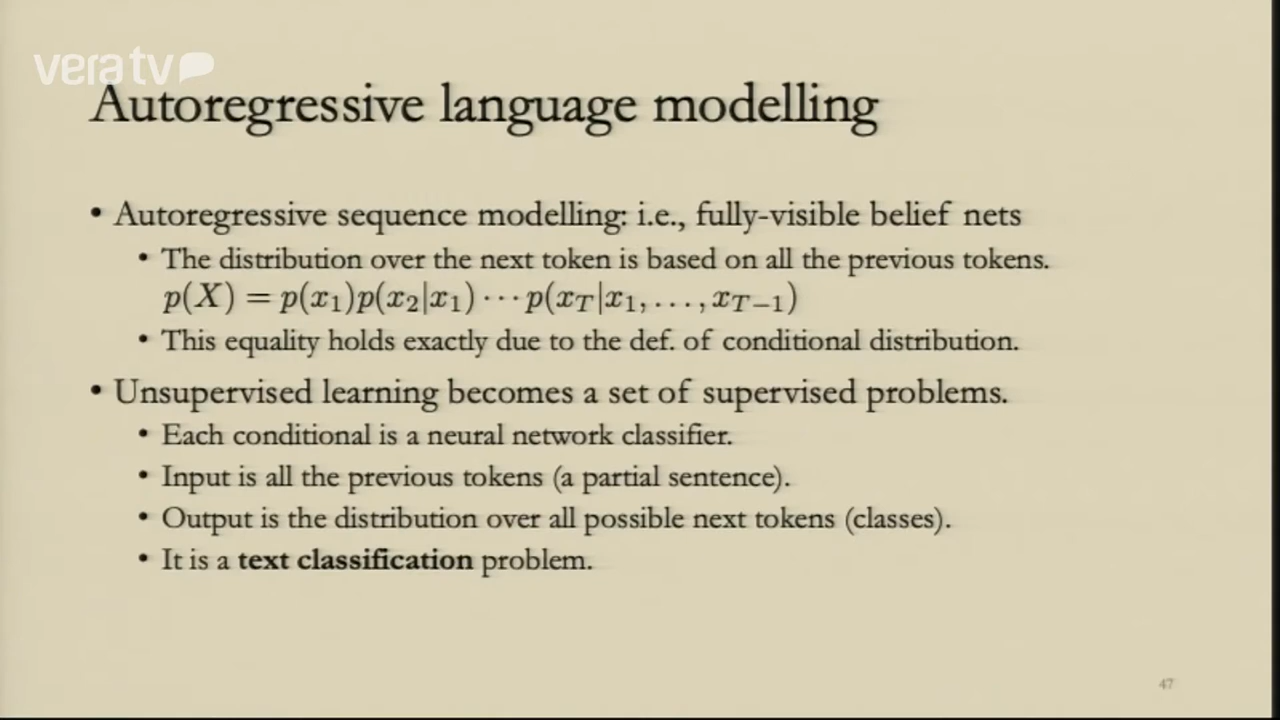 vera tv
Autoregressive language modelling
• Autoregressive sequence modelling: i.e., fully-visible belief nets
• The distribution over the next token is based on all the previous tokens.
p(X) = p(x₁)p(x₂|x₁) · · · p(x_T|x₁, . . . , x_{T−1})
• This equality holds exactly due to the def. of conditional distribution.
• Unsupervised learning becomes a set of supervised problems.
• Each conditional is a neural network classifier.
• Input is all the previous tokens (a partial sentence).
• Output is the distribution over all possible next tokens (classes).
• It is a text classification problem.
47